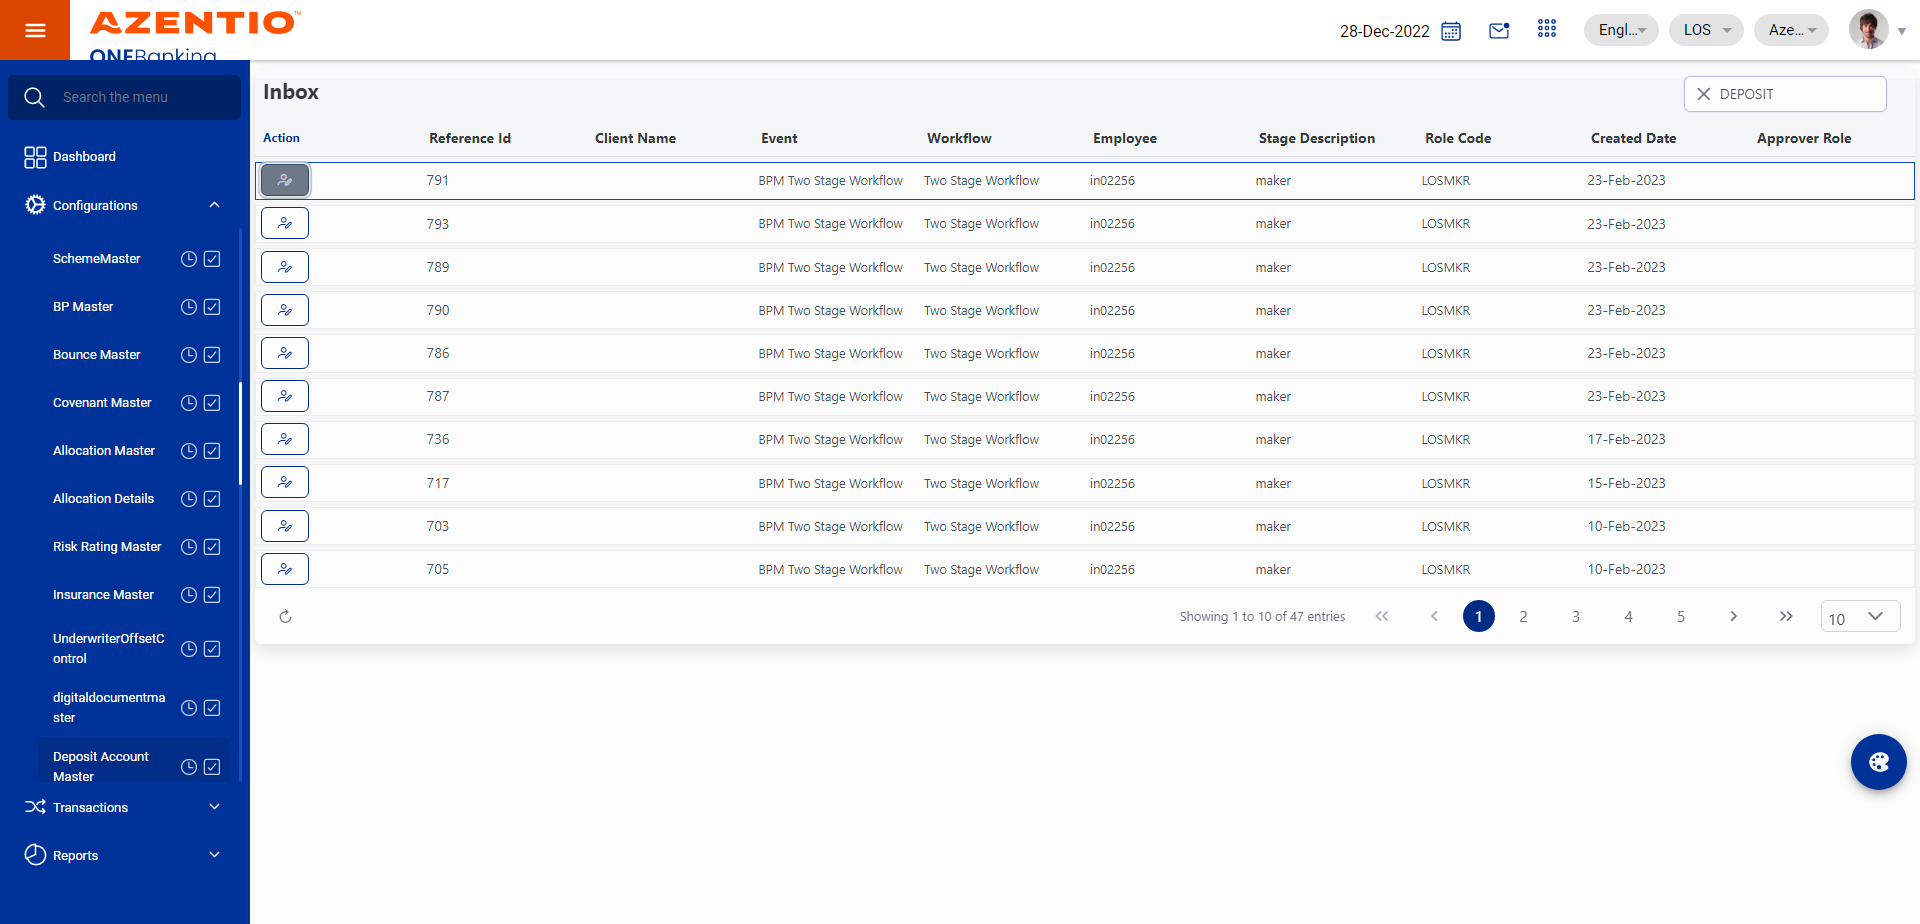 AZENTIO™
ONEBanking
28-Dec-2022
Engl...
LOS
Aze...
Search the menu
Dashboard
Configurations
SchemeMaster
BP Master
Bounce Master
Covenant Master
Allocation Master
Allocation Details
Risk Rating Master
Insurance Master
UnderwriterOffsetC
ontrol
digitaldocumentma
ster
Deposit Account
Master
Transactions
Reports
Inbox
DEPOSIT
Action Reference Id Client Name Event Workflow Employee Stage Description Role Code Created Date Approver Role
791 BPM Two Stage Workflow Two Stage Workflow in02256 maker LOSMKR 23-Feb-2023
793 BPM Two Stage Workflow Two Stage Workflow in02256 maker LOSMKR 23-Feb-2023
789 BPM Two Stage Workflow Two Stage Workflow in02256 maker LOSMKR 23-Feb-2023
790 BPM Two Stage Workflow Two Stage Workflow in02256 maker LOSMKR 23-Feb-2023
786 BPM Two Stage Workflow Two Stage Workflow in02256 maker LOSMKR 23-Feb-2023
787 BPM Two Stage Workflow Two Stage Workflow in02256 maker LOSMKR 23-Feb-2023
736 BPM Two Stage Workflow Two Stage Workflow in02256 maker LOSMKR 17-Feb-2023
717 BPM Two Stage Workflow Two Stage Workflow in02256 maker LOSMKR 15-Feb-2023
703 BPM Two Stage Workflow Two Stage Workflow in02256 maker LOSMKR 10-Feb-2023
705 BPM Two Stage Workflow Two Stage Workflow in02256 maker LOSMKR 10-Feb-2023
Showing 1 to 10 of 47 entries 1 2 3 4 5 10